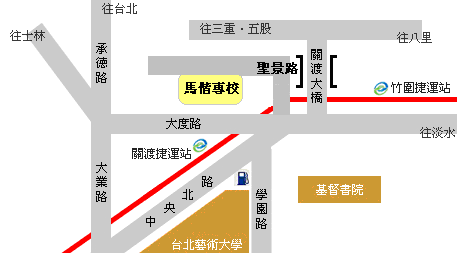 往台北
往士林
往三重．五股
往八里
承德路
聖景路
關渡大橋
馬偕專校
竹圍捷運站
大度路
往淡水
關渡捷運站
大業路
中央北路
學園路
基督書院
台北藝術大學